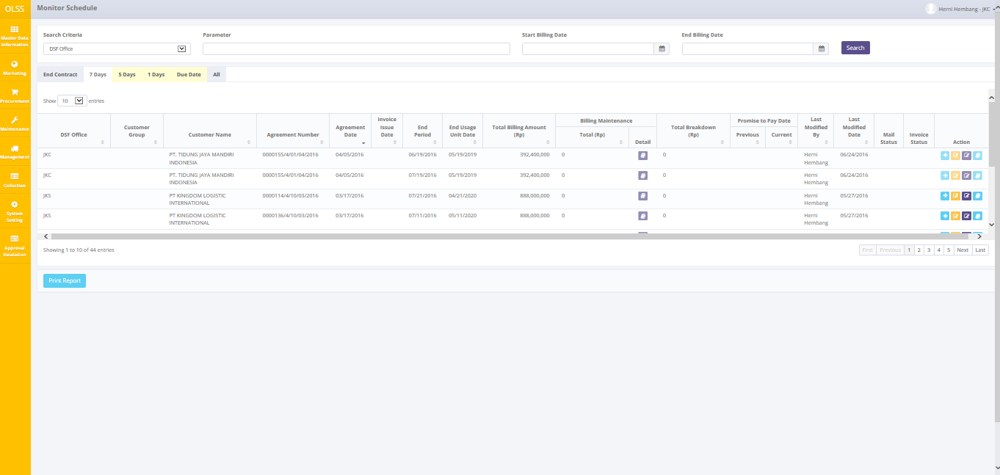 OLSS
Monitor Schedule
Herni Hembang - JKC
Master Data
Information
Marketing
Procurement
Maintenance
Management
Collection
System
Setting
Approval
Escalation
Search Criteria
Parameter
Start Billing Date
End Billing Date
DSF Office
Search
End Contract 7 Days 5 Days 1 Days Due Date All
Show 10 entries
DSF Office
Customer
Group
Customer Name
Agreement Number
Agreement
Date
Invoice
Issue
Date
End
Period
End Usage
Unit Date
Total Billing Amount
(Rp)
Billing Maintenance
Total (Rp)
Detail
Total Breakdown
(Rp)
Promise to Pay Date
Previous
Current
Last
Modified
By
Last
Modified
Date
Mail
Status
Invoice
Status
Action
JKC PT. TIDUNG JAYA MANDIRI 0000155/4/01/04/2016 04/05/2016 06/19/2016 05/19/2019 392,400,000 0 0 Herni 06/24/2016
INDONESIA Hembang
JKC PT. TIDUNG JAYA MANDIRI 0000155/4/01/04/2016 04/05/2016 07/19/2016 05/19/2019 392,400,000 0 0 Herni 06/24/2016
INDONESIA Hembang
JKS PT KINGDOM LOGISTIC 0000114/4/10/03/2016 03/17/2016 07/21/2016 04/21/2020 888,000,000 0 0 Herni 05/27/2016
INTERNATIONAL Hembang
JKS PT KINGDOM LOGISTIC 0000136/4/10/03/2016 03/17/2016 07/11/2016 05/11/2020 888,000,000 0 0 Herni 05/27/2016
INTERNATIONAL Hembang
Showing 1 to 10 of 44 entries
First Previous 1 2 3 4 5 Next Last
Print Report